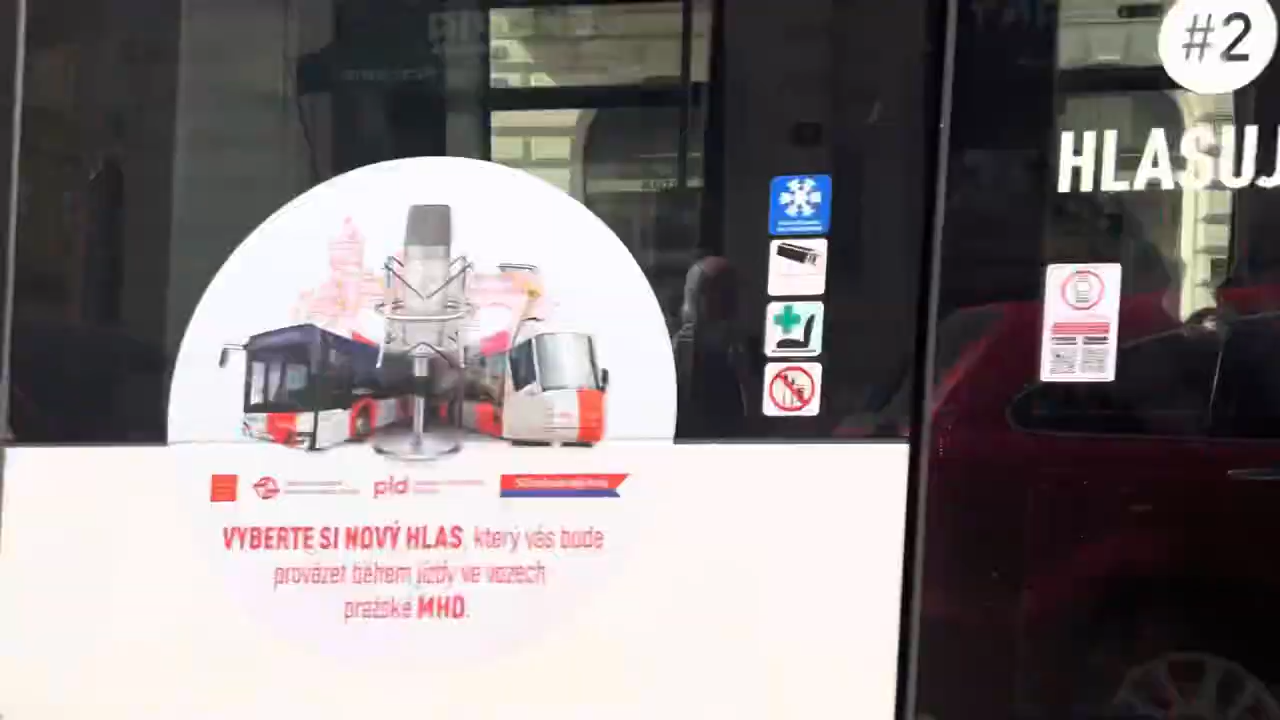 #2
HLASUJ
pid
VYBERTE SI NOVÝ HLAS, který vás bude
provázet během jízdy ve vozech
pražské MHD.